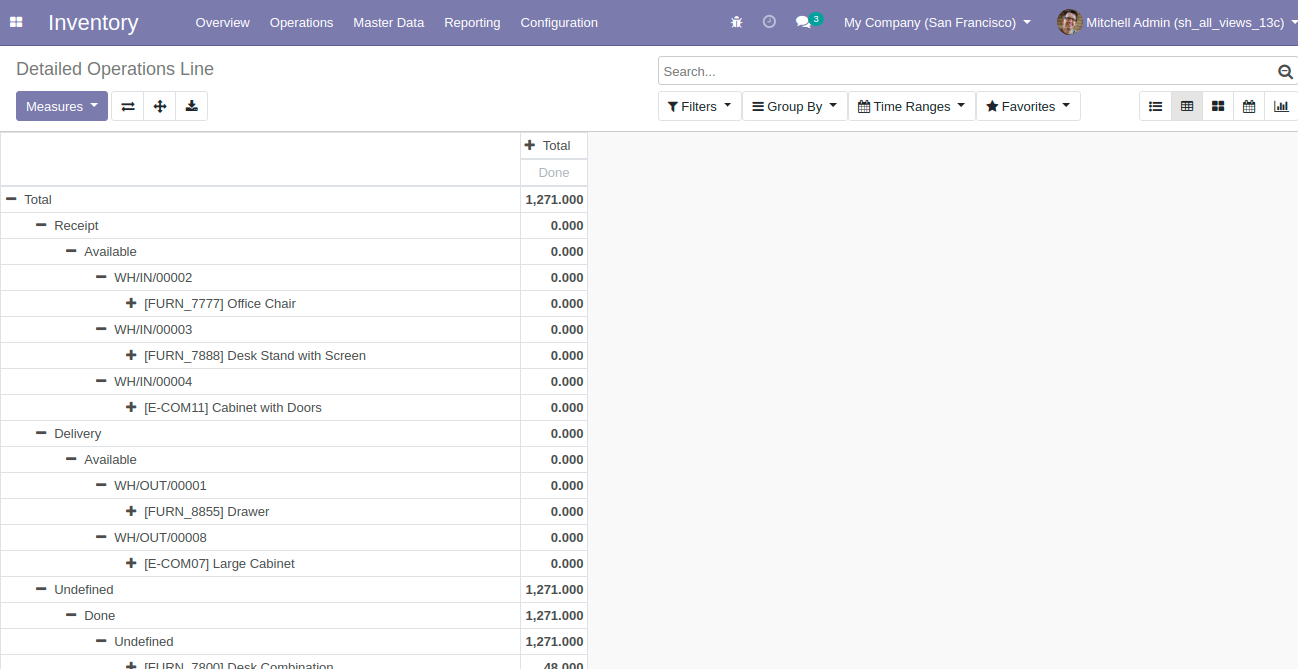 Inventory Overview Operations Master Data Reporting Configuration 3 My Company (San Francisco) Mitchell Admin (sh_all_views_13c)
Detailed Operations Line
Search...
Measures
Filters Group By Time Ranges Favorites
Total
Done
Total 1,271.000
Receipt 0.000
Available 0.000
WH/IN/00002 0.000
[FURN_7777] Office Chair 0.000
WH/IN/00003 0.000
[FURN_7888] Desk Stand with Screen 0.000
WH/IN/00004 0.000
[E-COM11] Cabinet with Doors 0.000
Delivery 0.000
Available 0.000
WH/OUT/00001 0.000
[FURN_8855] Drawer 0.000
WH/OUT/00008 0.000
[E-COM07] Large Cabinet 0.000
Undefined 1,271.000
Done 1,271.000
Undefined 1,271.000
[FURN_7800] Desk Combination 48.000